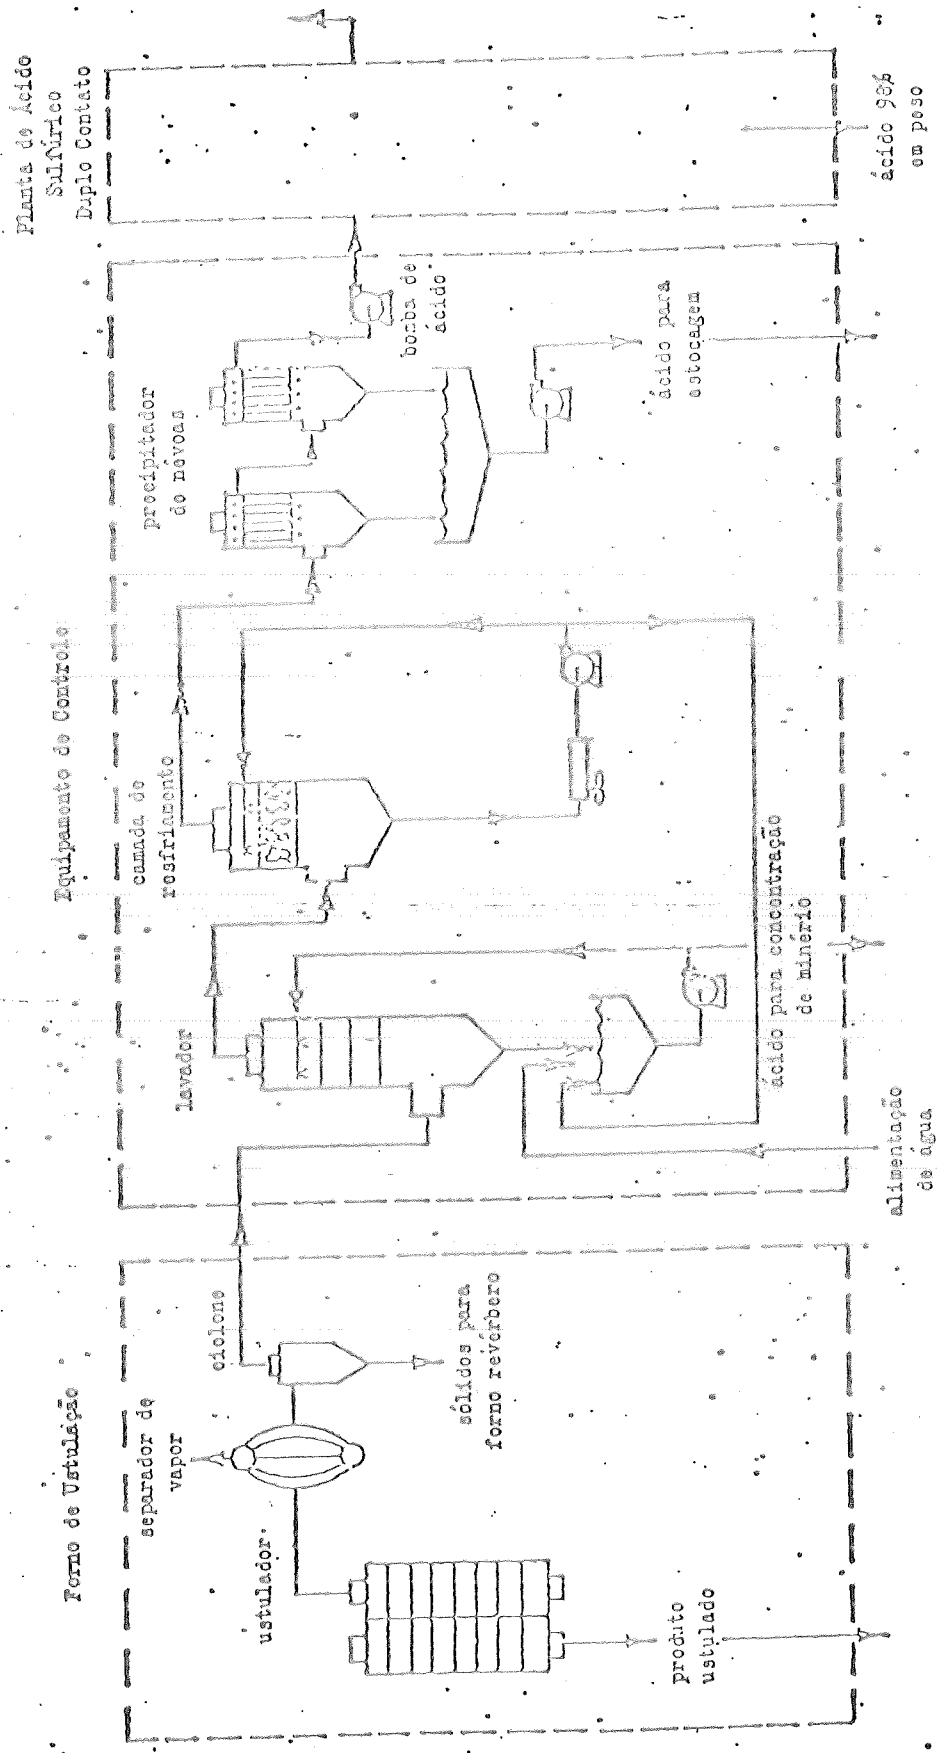 Forno de Ustulação
separador de
vapor
ciclone
ustulador
produto
ustulado
sólidos para
forno revérbero
Equipamento de Controle
lavador
camada de
resfriamento
precipitador
de névoas
bomba de
ácido
ácido para
estocagem
ácido para concentração
de minério
alimentação
de água
Planta de Ácido
Sulfúrico
Duplo Contato
ácido 98%
em peso